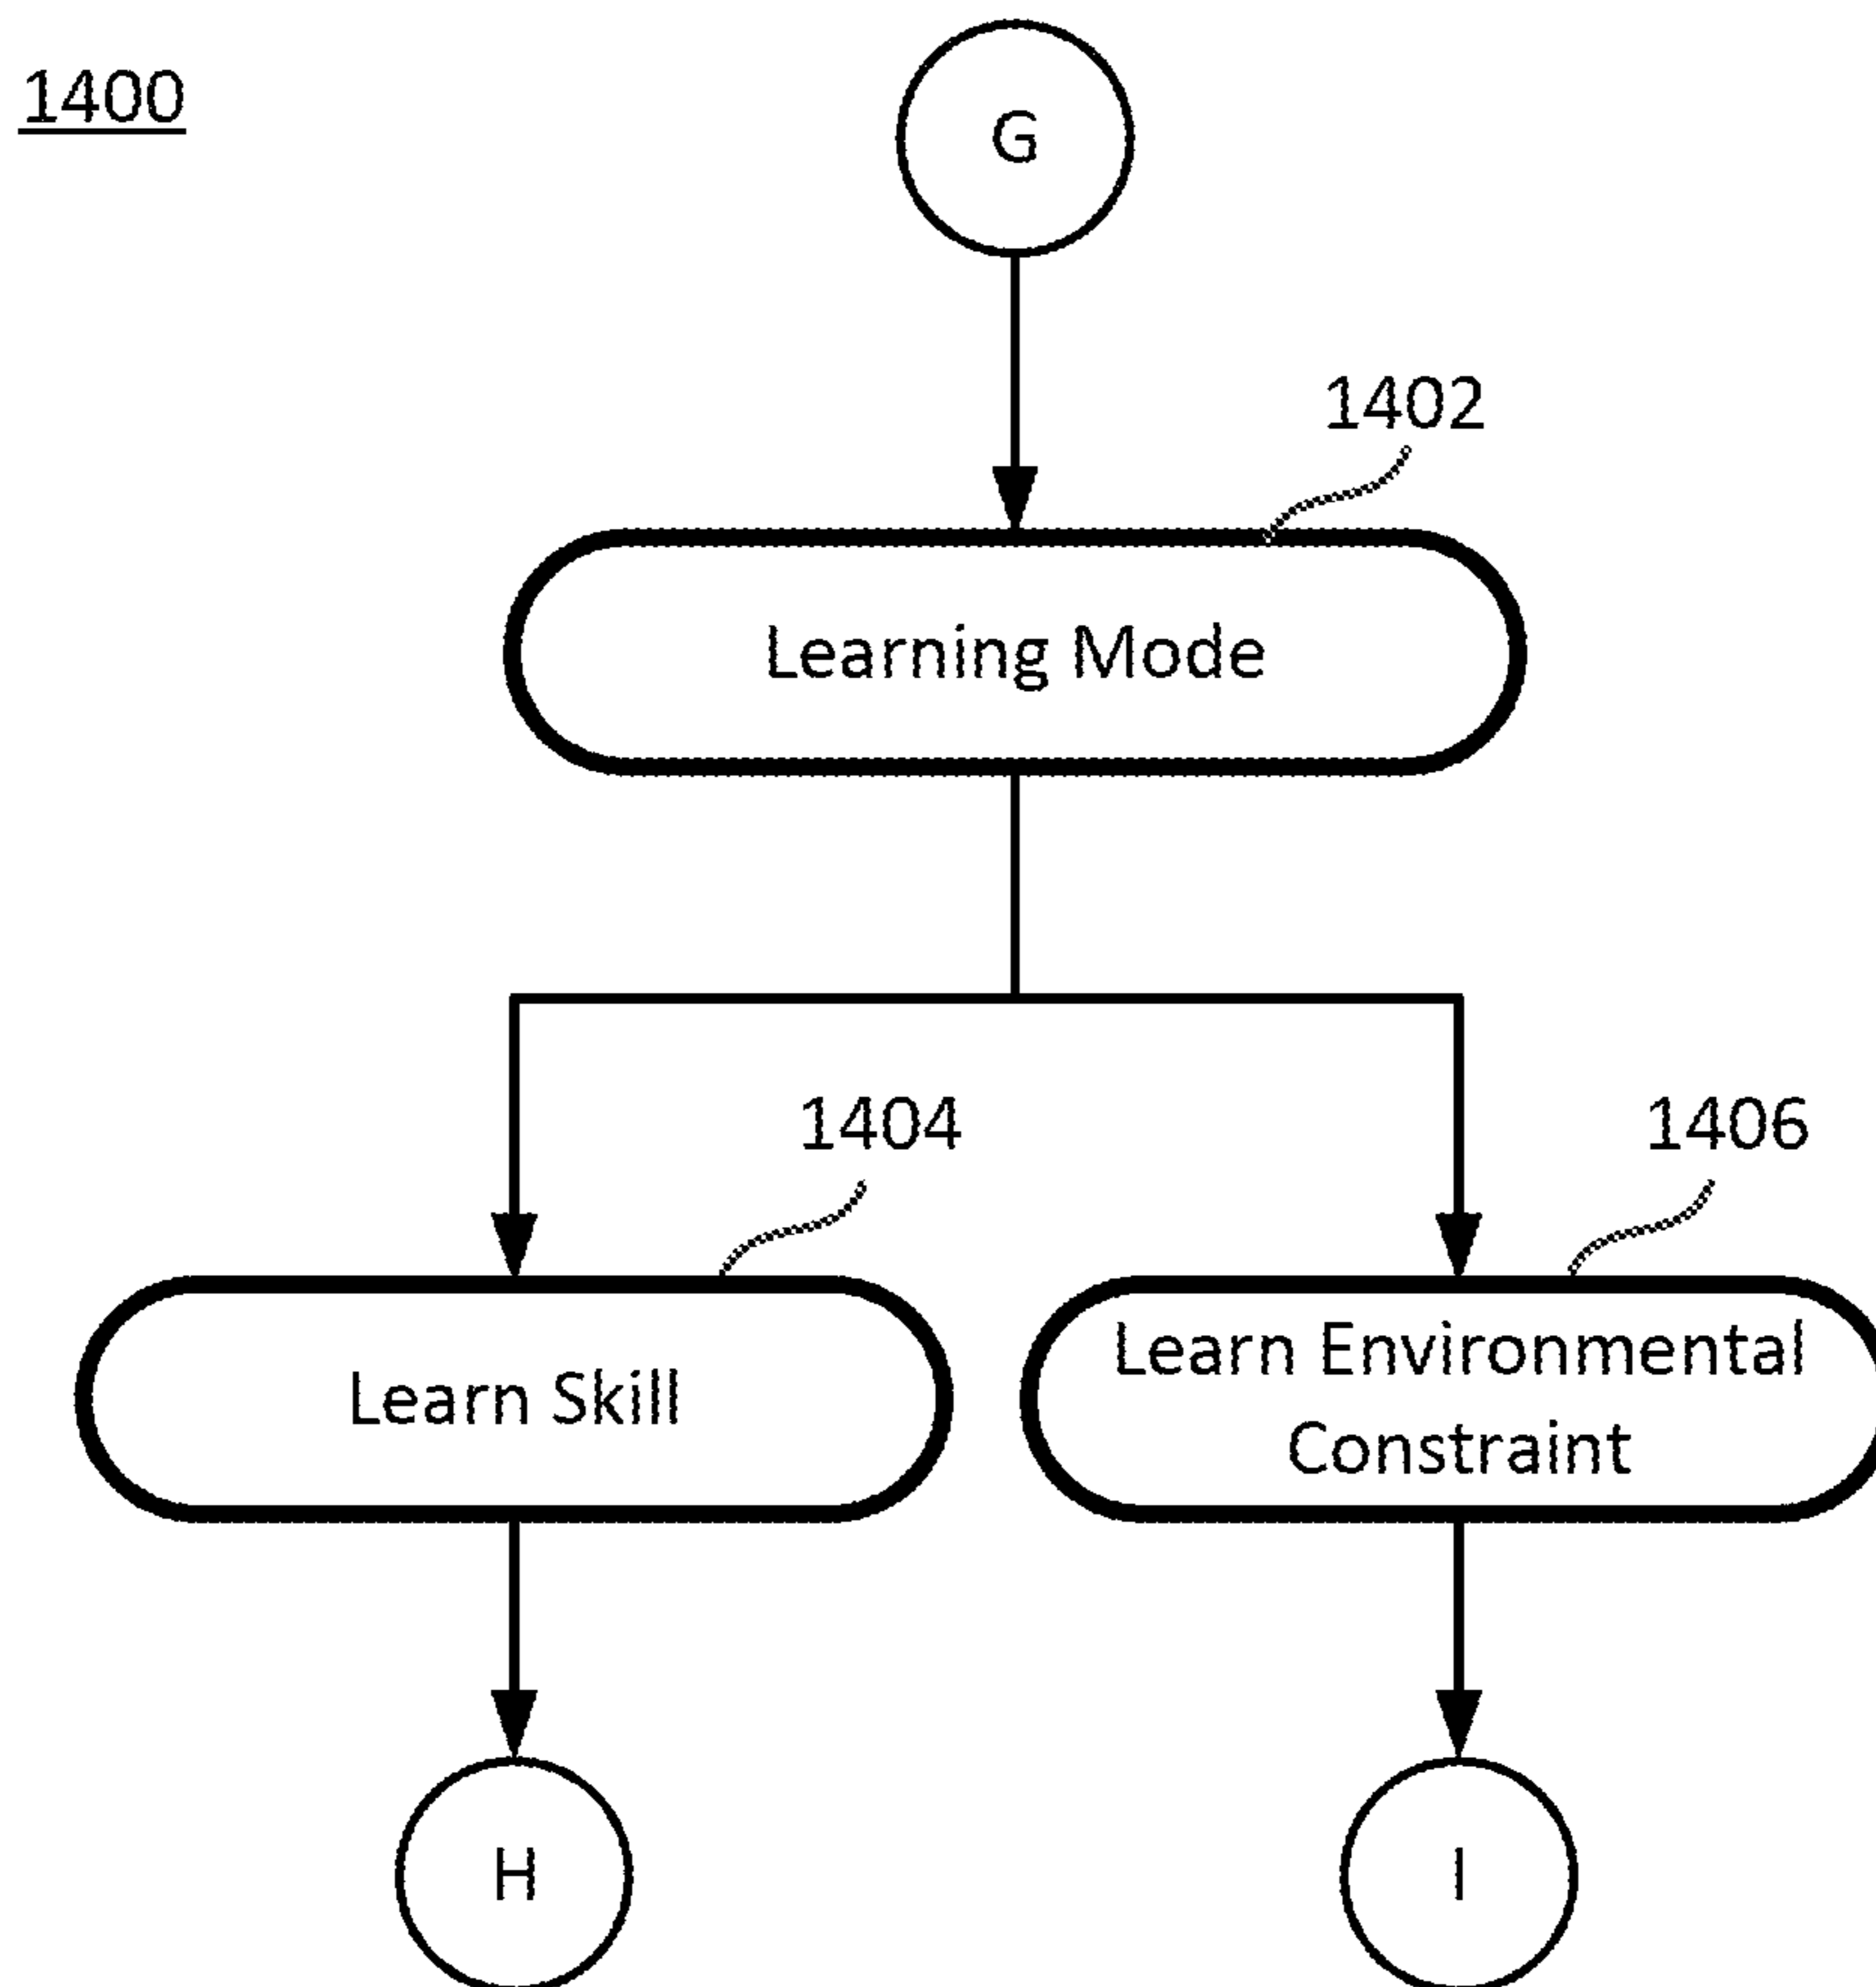 1400
G
1402
Learning Mode
1404
1406
Learn Skill
Learn Environmental
Constraint
H
I